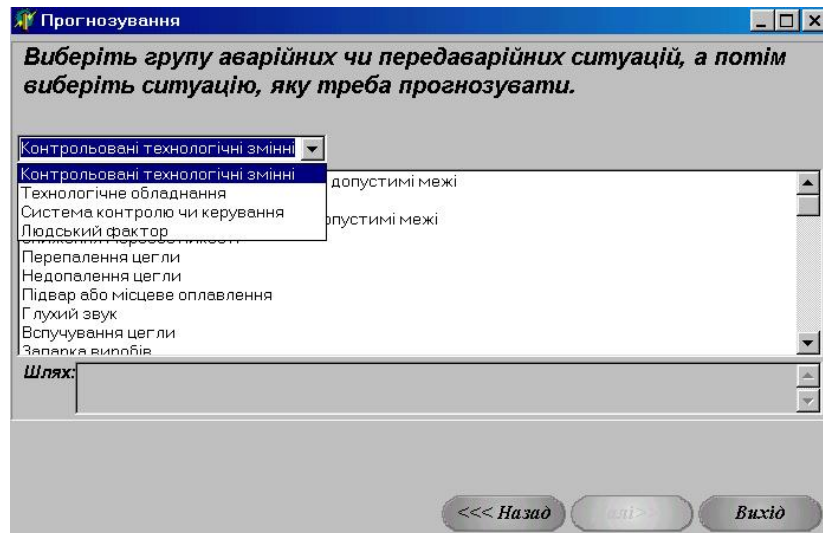 Прогнозування
Виберіть групу аварійних чи передаварійних ситуацій, а потім
виберіть ситуацію, яку треба прогнозувати.
Контрольовані технологічні змінні
Контрольовані технологічні змінні
допустимі межі
Технологічне обладнання
Система контролю чи керування
Людський фактор
Перепалення цегли
Недопалення цегли
Підвар або місцеве оплавлення
Глухий звук
Вспучування цегли
Запарка виробів
Шлях:
<<< Назад
Вихід